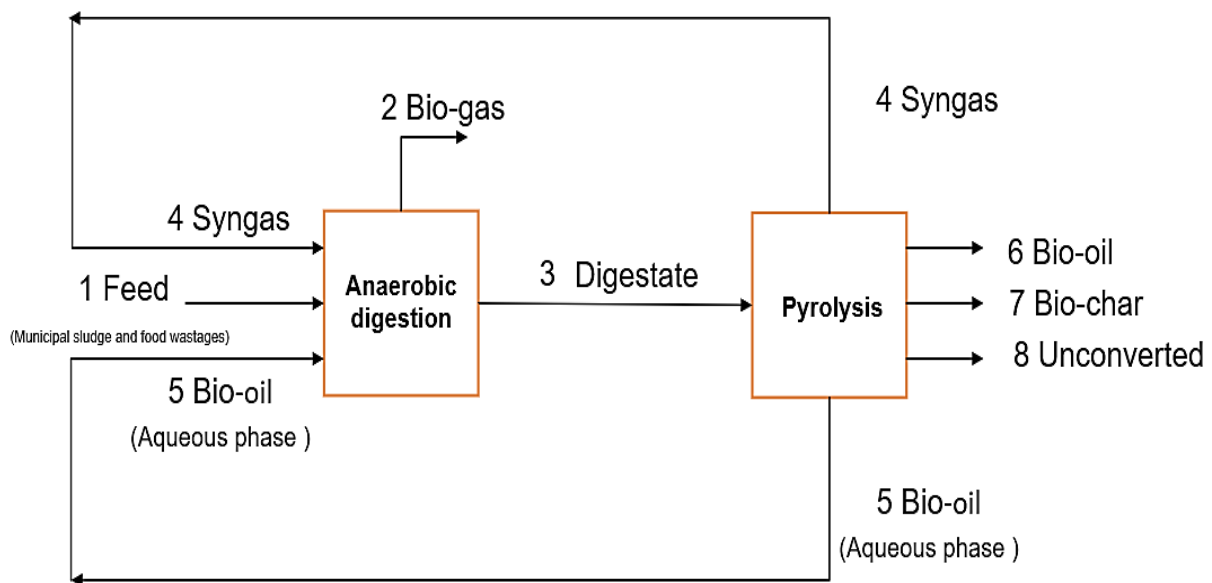 2 Bio-gas
4 Syngas
4 Syngas
1 Feed
(Municipal sludge and food wastages)
Anaerobic
digestion
3 Digestate
Pyrolysis
6 Bio-oil
7 Bio-char
8 Unconverted
5 Bio-oil
(Aqueous phase )
5 Bio-oil
(Aqueous phase )